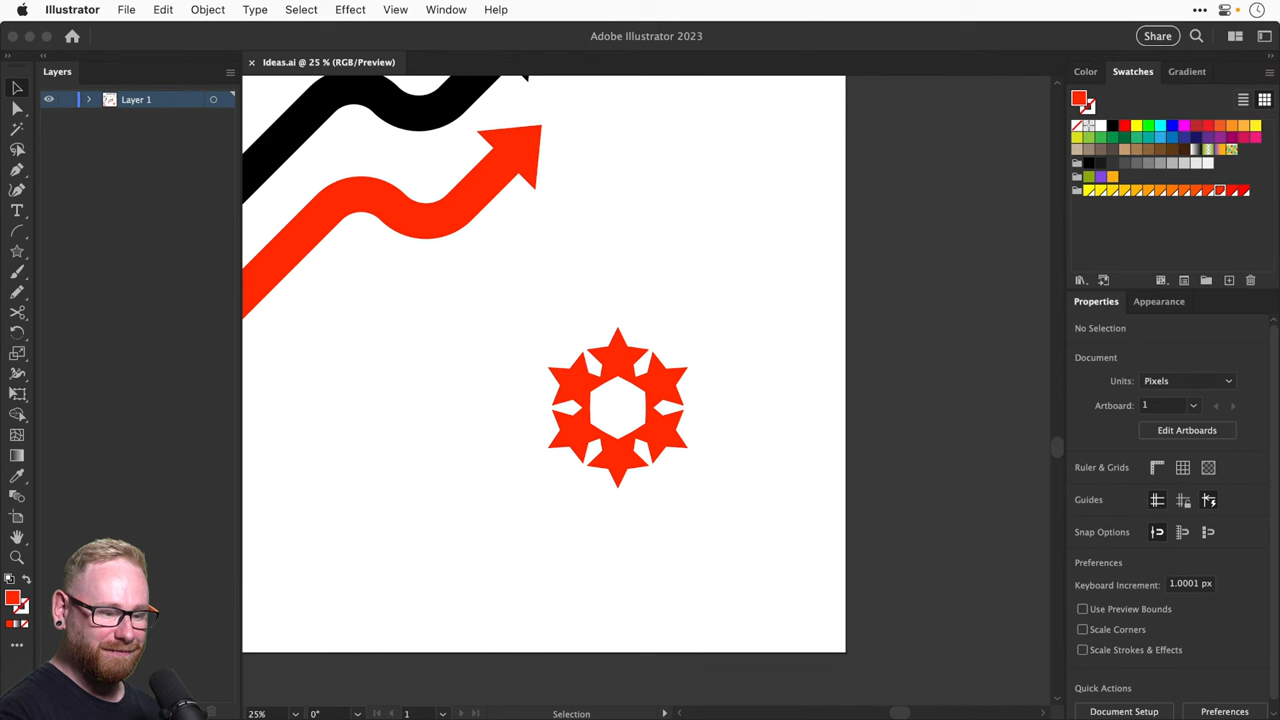 Illustrator File Edit Object Type Select Effect View Window Help
Adobe Illustrator 2023
Share
Layers
Ideas.ai @ 25 % (RGB/Preview)
Color Swatches Gradient
Layer 1
Properties Appearance
No Selection
Document
Units: Pixels
Artboard: 1
Edit Artboards
Ruler & Grids
Guides
Snap Options
Preferences
Keyboard Increment: 1.0001 px
Use Preview Bounds
Scale Corners
Scale Strokes & Effects
Quick Actions
Document Setup Preferences
25% 0° 1 Selection